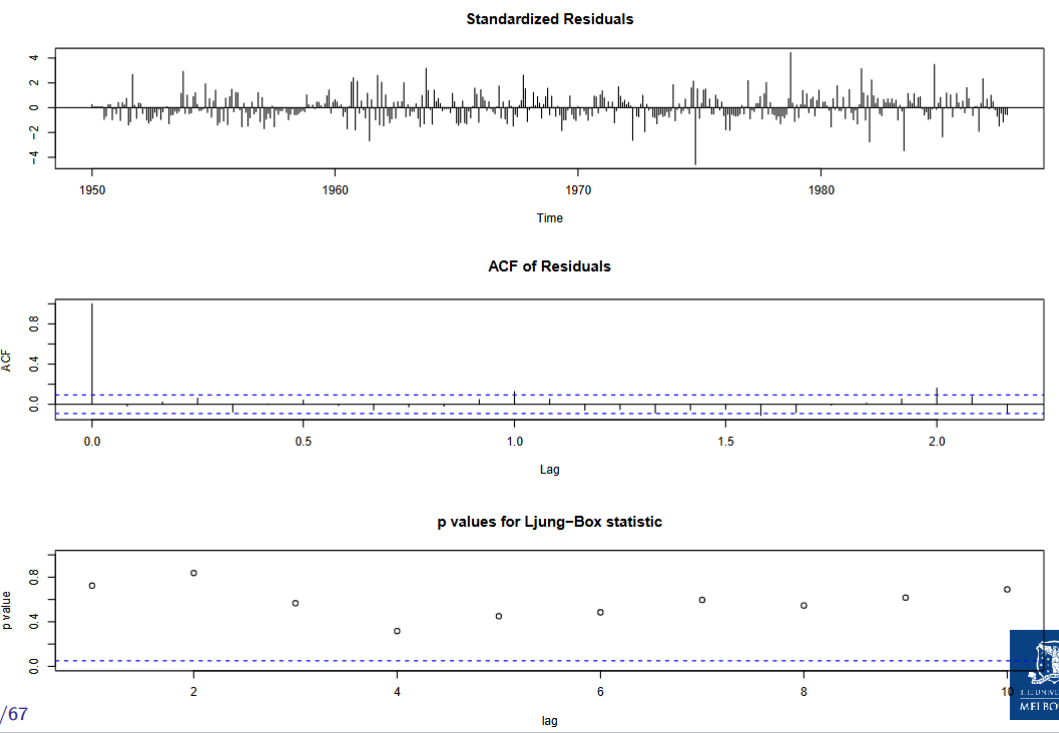 Standardized Residuals
4
2
0
−2
−4
1950 1960 1970 1980
Time
ACF of Residuals
ACF
0.8
0.4
0.0
0.0 0.5 1.0 1.5 2.0
Lag
p values for Ljung−Box statistic
p value
0.8
0.4
0.0
2 4 6 8 10
lag
/67